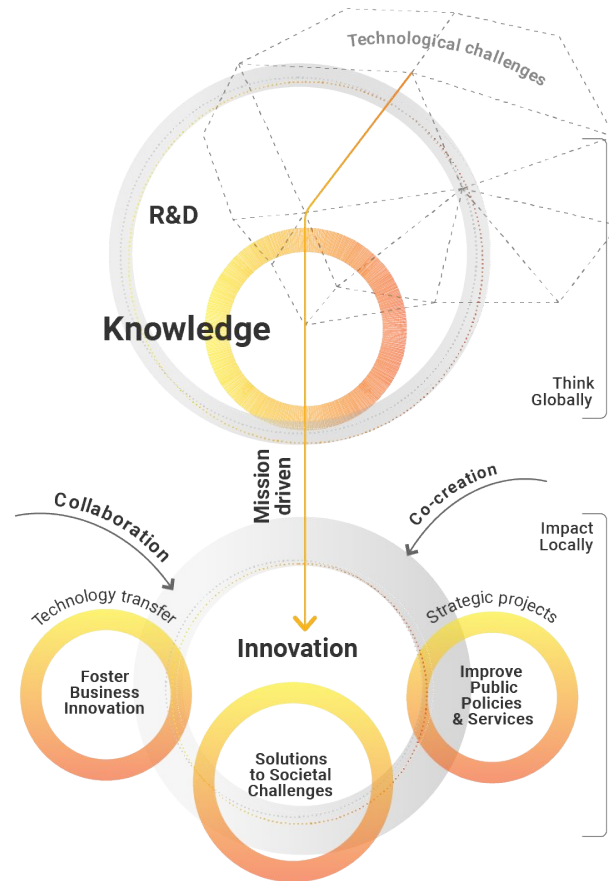 Technological challenges
R&D
Knowledge
Think
Globally
Mission
driven
Collaboration
Co-creation
Impact
Locally
Technology transfer
Strategic projects
Innovation
Foster
Business
Innovation
Improve
Public
Policies
& Services
Solutions
to Societal
Challenges